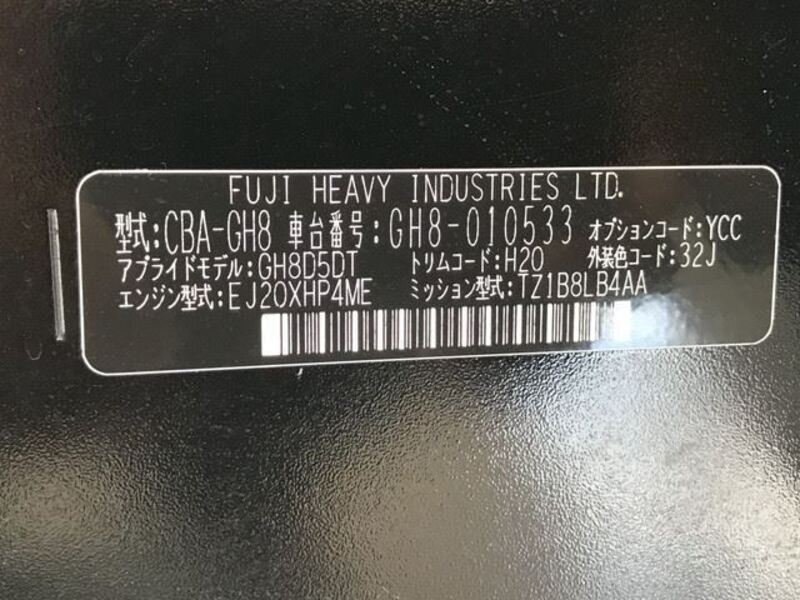 FUJI HEAVY INDUSTRIES LTD.
型式:CBA-GH8 車台番号:GH8-010533 オプションコード:YCC
アプライドモデル:GH8D5DT トリムコード:H20 外装色コード:32J
エンジン型式:EJ20XHP4ME ミッション型式:TZ1B8LB4AA